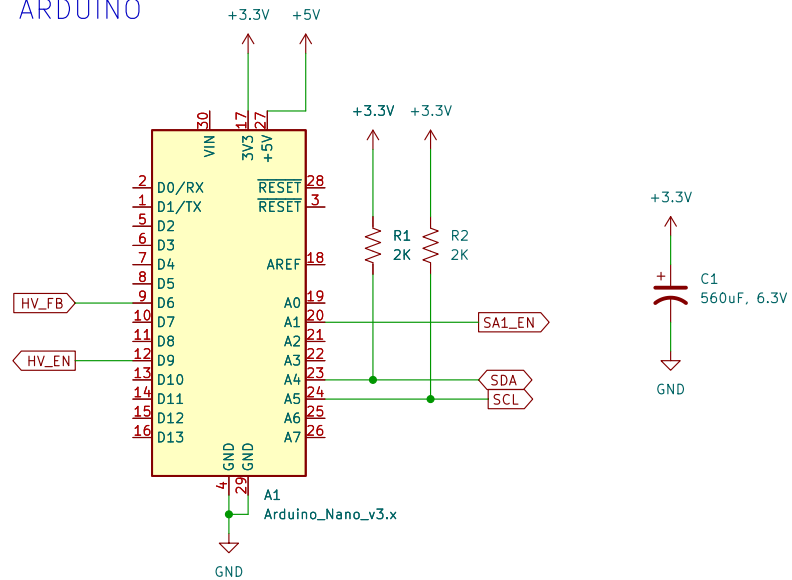 ARDUINO
+3.3V
+5V
30
17
27
VIN
3V3
+5V
2 D0/RX
1 D1/TX
5 D2
6 D3
7 D4
8 D5
HV_FB 9 D6
10 D7
11 D8
HV_EN 12 D9
13 D10
14 D11
15 D12
16 D13
RESET 28
RESET 3
AREF 18
A0 19
A1 20 SA1_EN
A2 21
A3 22
A4 23 SDA
A5 24 SCL
A6 25
A7 26
GND
GND
4
29
A1
Arduino_Nano_v3.x
GND
+3.3V
+3.3V
R1
2K
R2
2K
+3.3V
+
C1
560uF, 6.3V
GND